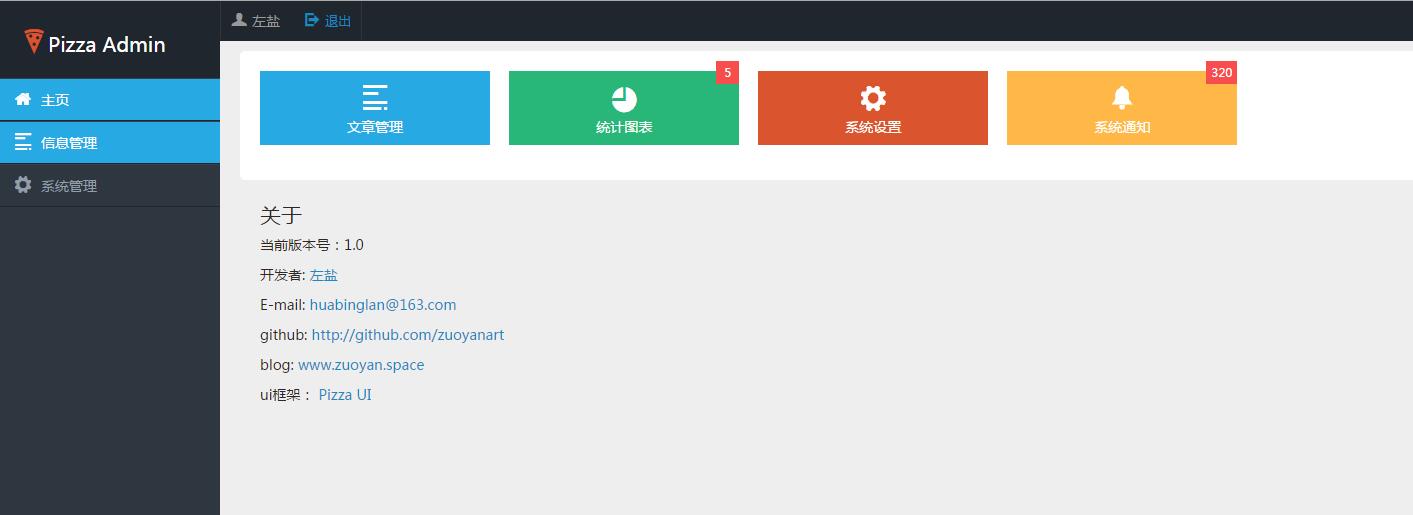 Pizza Admin
左盐 退出
主页
信息管理
系统管理
5
320
文章管理 统计图表 系统设置 系统通知
关于
当前版本号：1.0
开发者: 左盐
E-mail: huabinglan@163.com
github: http://github.com/zuoyanart
blog: www.zuoyan.space
ui框架： Pizza UI